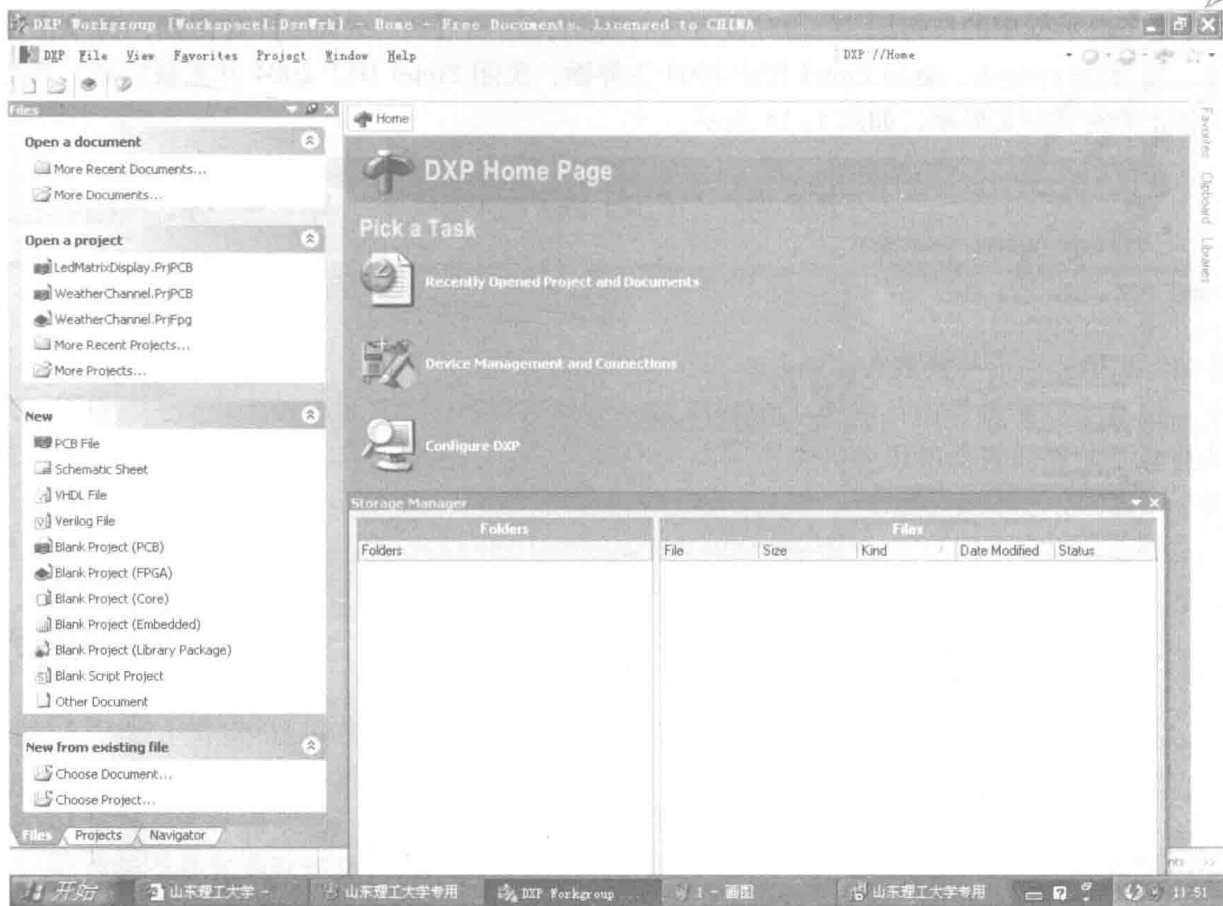 DXP Workgroup [Workspace1.DsnWrk] - Home - Free Documents. Licensed to CHINA
DXP File View Favorites Project Window Help
DXP://Home
Files
Home
Open a document
More Recent Documents...
More Documents...
Open a project
LedMatrixDisplay.PrjPCB
WeatherChannel.PrjPCB
WeatherChannel.PrjFpg
More Recent Projects...
More Projects...
New
PCB File
Schematic Sheet
VHDL File
Verilog File
Blank Project (PCB)
Blank Project (FPGA)
Blank Project (Core)
Blank Project (Embedded)
Blank Project (Library Package)
Blank Script Project
Other Document
New from existing file
Choose Document...
Choose Project...
Files Projects Navigator
DXP Home Page
Pick a Task
Recently Opened Project and Documents
Device Management and Connections
Configure DXP
Storage Manager
Folders
Files
Folders
File Size Kind Date Modified Status
Favorites Clipboard Libraries
开始
山东理工大学 -
山东理工大学专用
DXP Workgroup
1 - 画图
山东理工大学专用
11:51